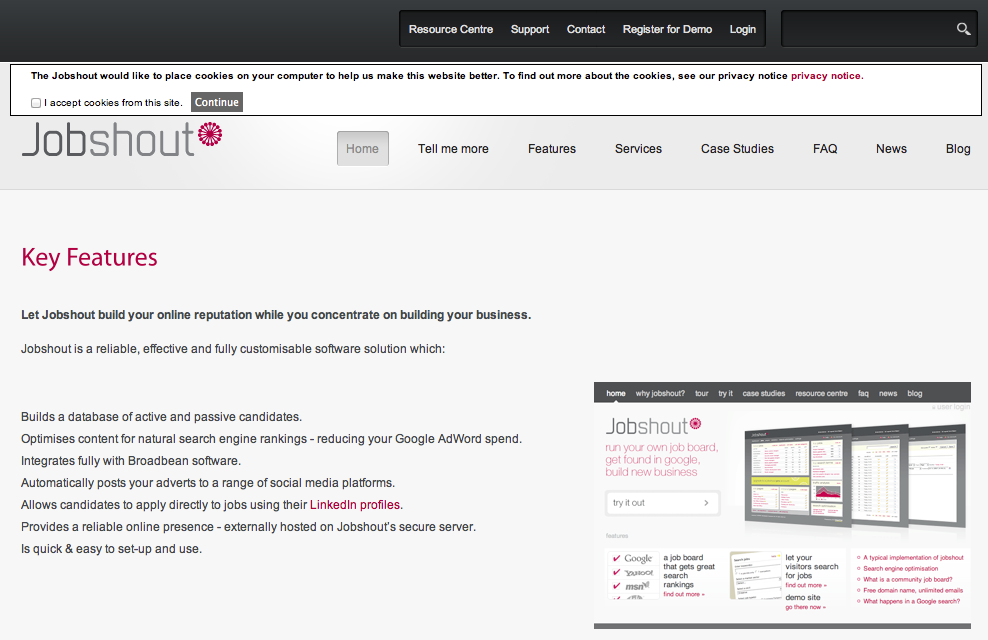 Resource Centre Support Contact Register for Demo Login
The Jobshout would like to place cookies on your computer to help us make this website better. To find out more about the cookies, see our privacy notice privacy notice.
I accept cookies from this site. Continue
Jobshout
Home Tell me more Features Services Case Studies FAQ News Blog
Key Features
Let Jobshout build your online reputation while you concentrate on building your business.
Jobshout is a reliable, effective and fully customisable software solution which:
Builds a database of active and passive candidates.
Optimises content for natural search engine rankings - reducing your Google AdWord spend.
Integrates fully with Broadbean software.
Automatically posts your adverts to a range of social media platforms.
Allows candidates to apply directly to jobs using their LinkedIn profiles.
Provides a reliable online presence - externally hosted on Jobshout's secure server.
Is quick & easy to set-up and use.
home why jobshout? tour try it case studies resource centre faq news blog
user login
Jobshout
run your own job board,
get found in google,
build new business
try it out
Jobshout
features
Google
YAHOO!
msn
a job board
that gets great
search
rankings
find out more »
let your
visitors search
for jobs
find out more »
demo site
go there now »
A typical implementation of jobshout
Search engine optimisation
What is a community job board?
Free domain name, unlimited emails
What happens in a Google search?